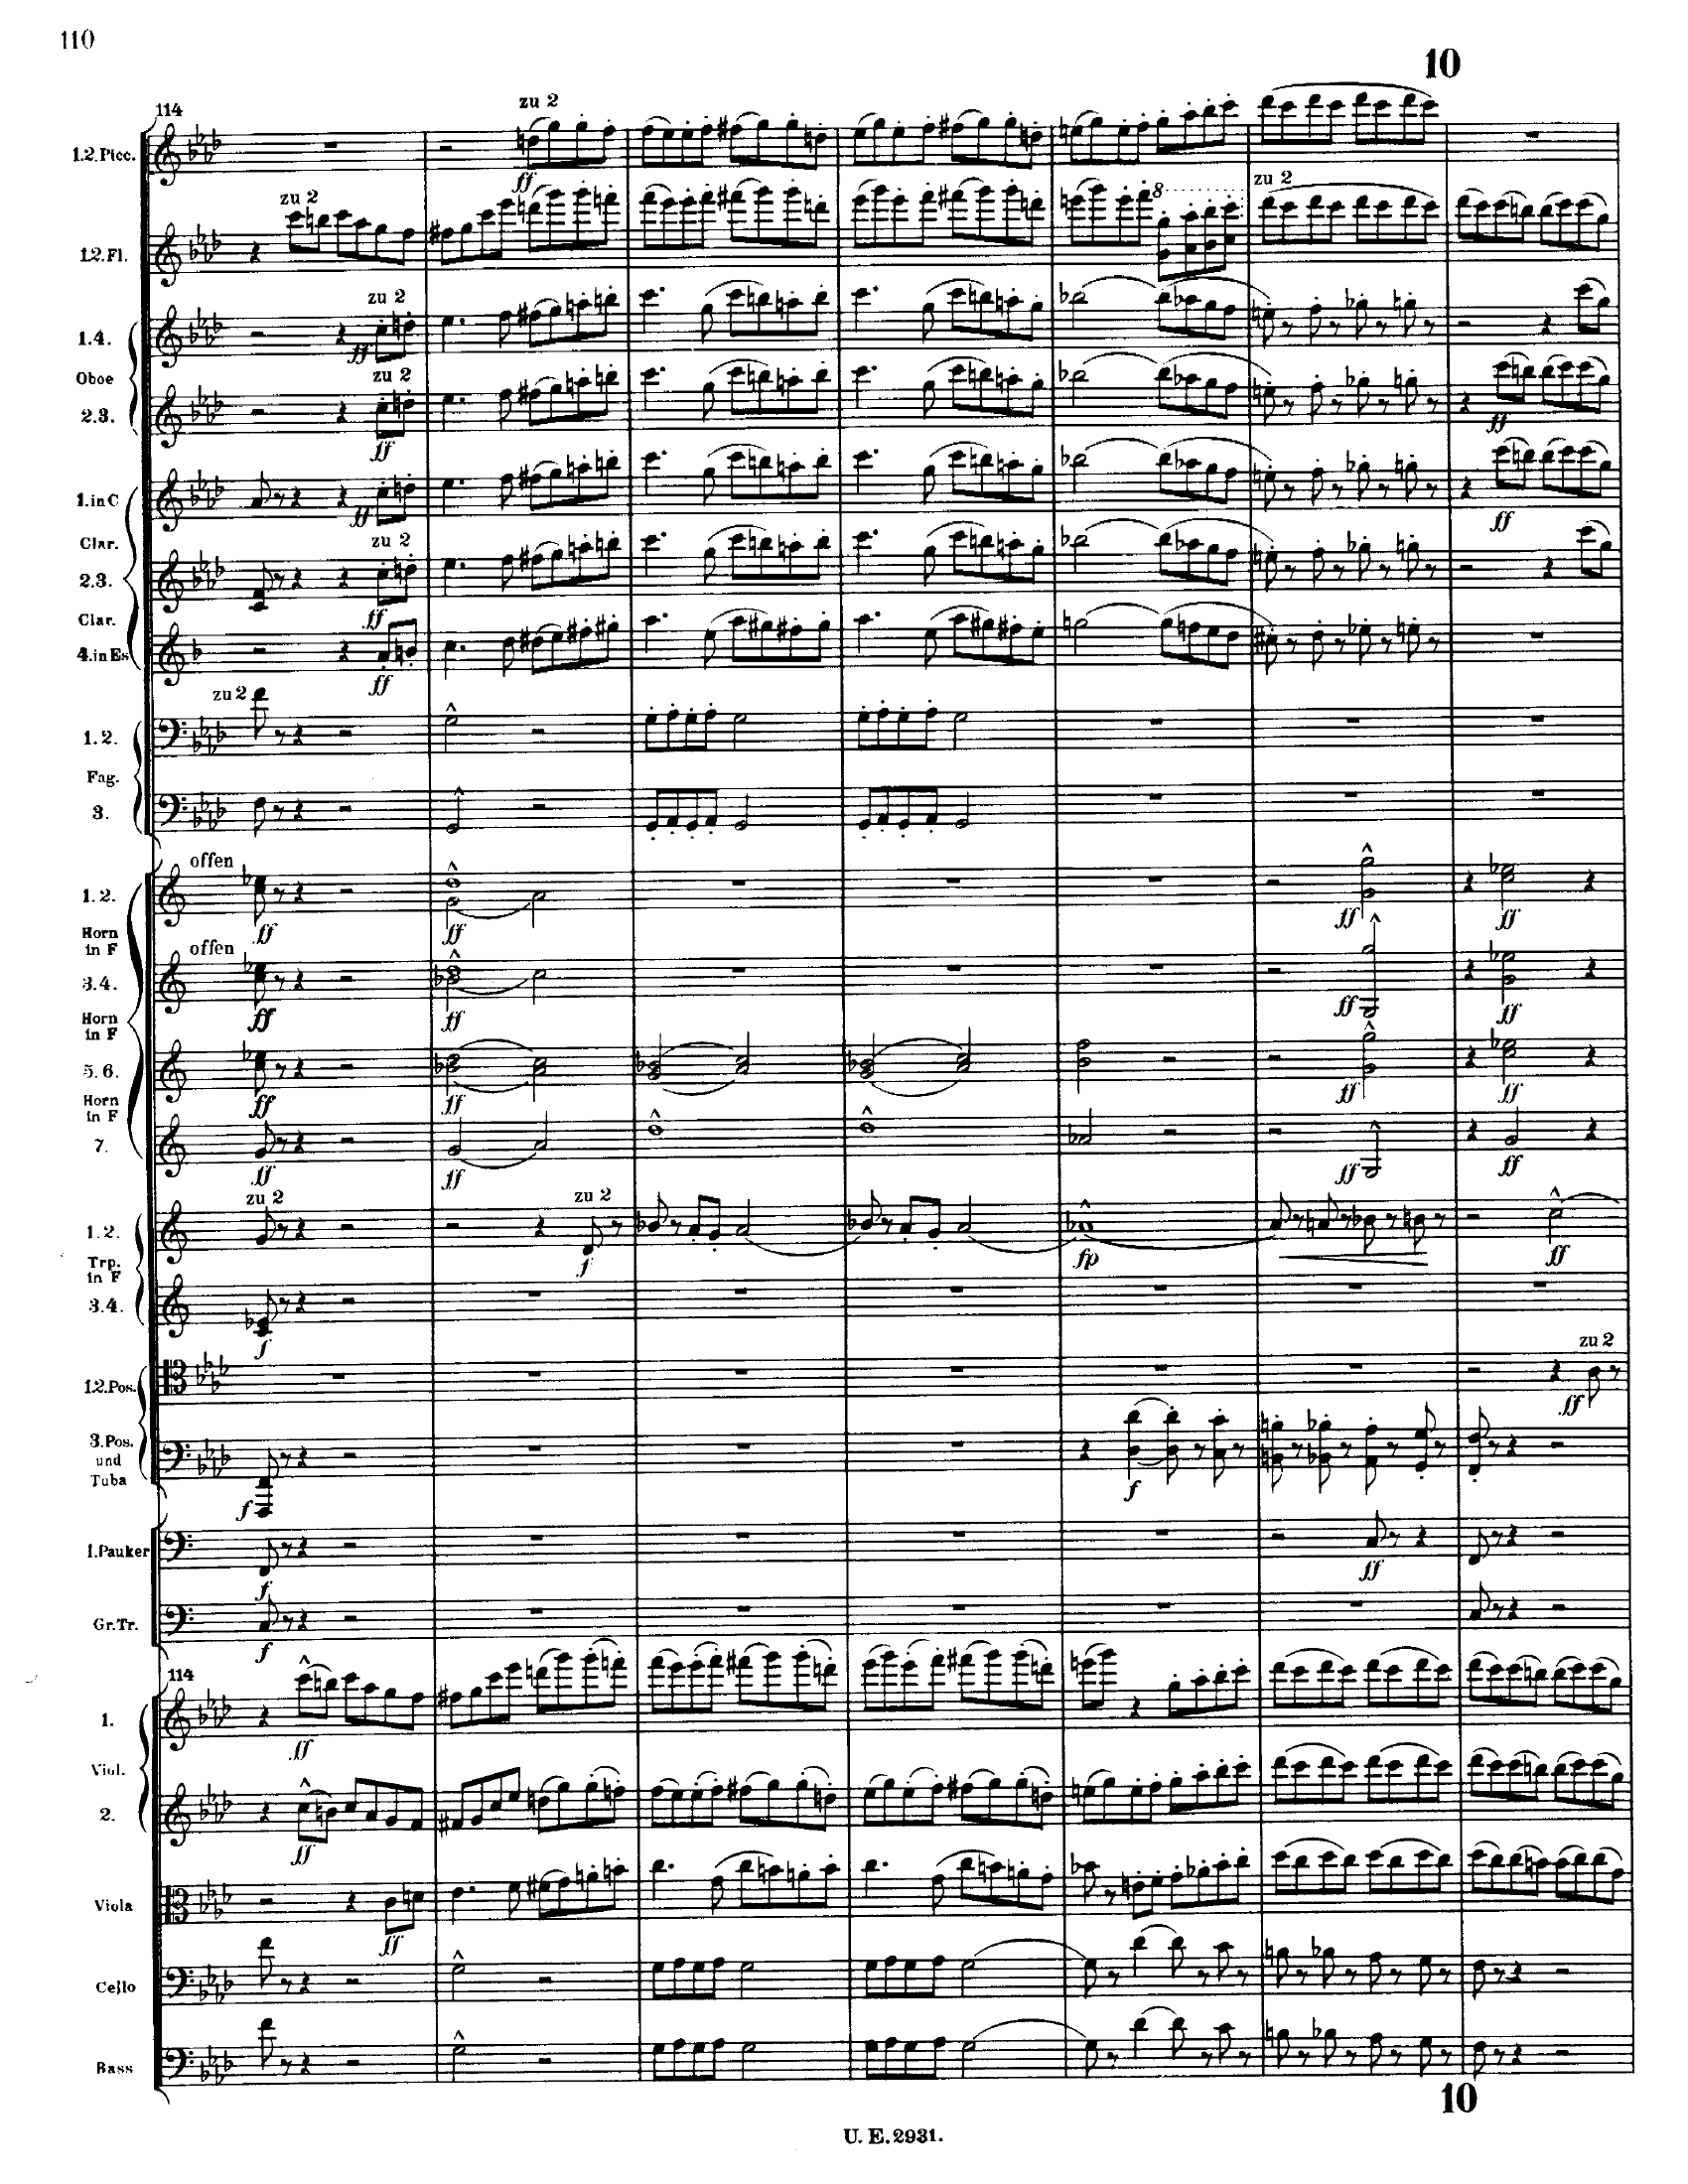 110
10
114
zu 2
1.2. Picc.
ff
zu 2
zu 2
8
1.2. Fl.
zu 2
1. 4.
ff
Oboe
zu 2
2.3.
ff
ff
1. in C
ff
ff
Clar.
zu 2
2.3.
ff
Clar.
4. in Es
ff
zu 2
1. 2.
Fag.
3.
offen
1. 2.
ff
ff
ff
ff
Horn
in F
offen
3.4.
ff
ff
ff
ff
Horn
in F
5. 6.
ff
ff
ff
ff
Horn
in F
7.
ff
ff
ff
ff
zu 2
zu 2
1. 2.
f
fp
ff
Trp.
in F
3.4.
f
zu 2
1.2. Pos.
ff
3. Pos.
und
Tuba
f
f
1. Pauker
f
ff
Gr. Tr.
f
114
1.
ff
Viol.
2.
ff
Viola
ff
Cello
Bass
10
U. E. 2931.